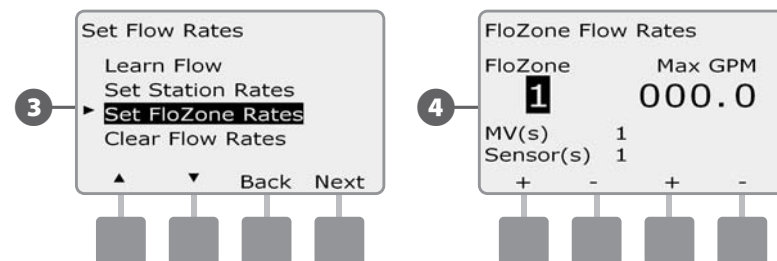 3
Set Flow Rates
Learn Flow
Set Station Rates
► Set FloZone Rates
Clear Flow Rates
▲ ▼ Back Next
4
FloZone Flow Rates
FloZone Max GPM
1 000.0
MV(s) 1
Sensor(s) 1
+ - + -